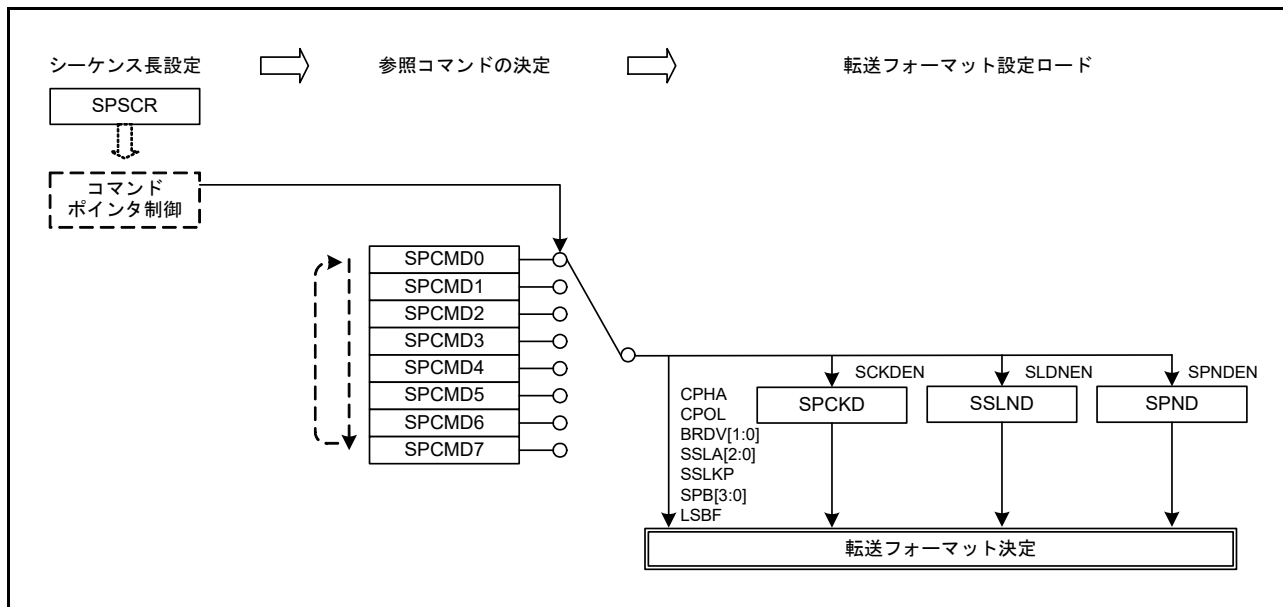 シーケンス長設定
参照コマンドの決定
転送フォーマット設定ロード
SPSCR
コマンド
ポインタ制御
SPCMD0
SPCMD1
SPCMD2
SPCMD3
SPCMD4
SPCMD5
SPCMD6
SPCMD7
CPHA
CPOL
BRDV[1:0]
SSLA[2:0]
SSLKP
SPB[3:0]
LSBF
SCKDEN
SPCKD
SLDNEN
SSLND
SPNDEN
SPND
転送フォーマット決定